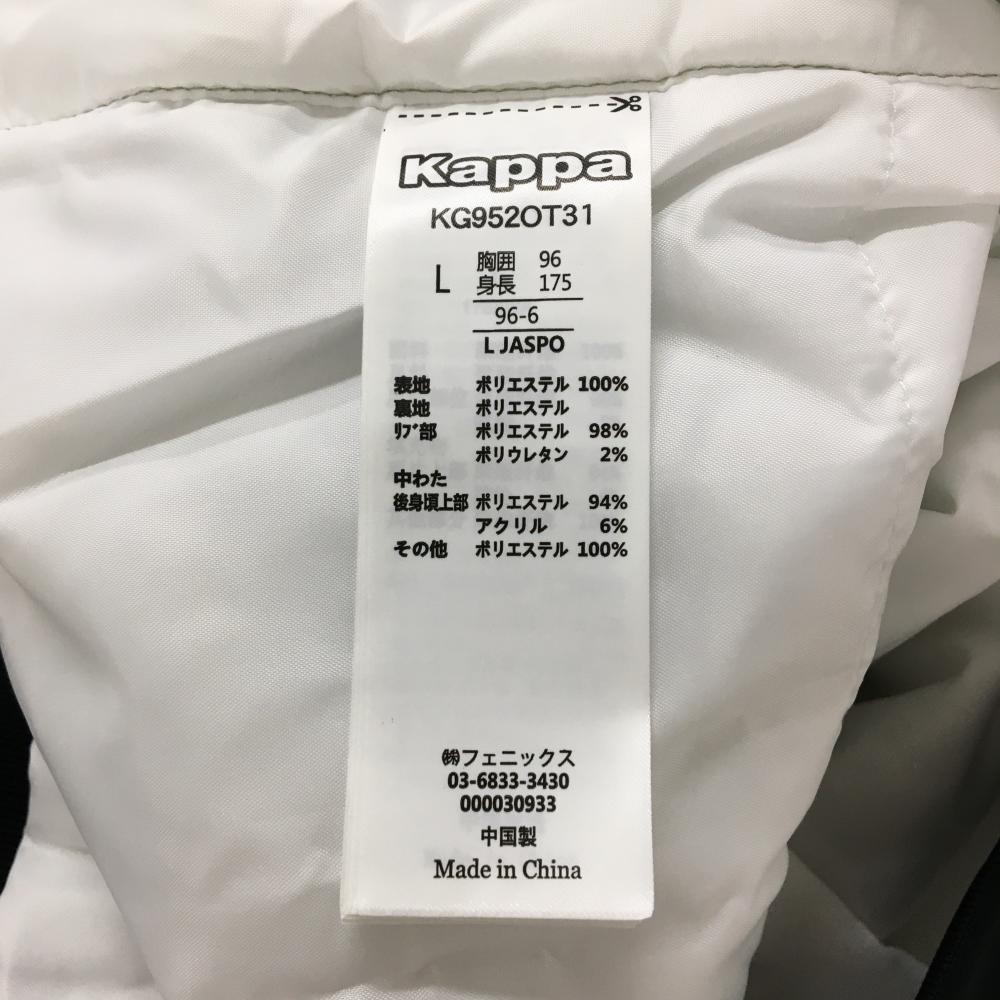 Kappa
KG952OT31
L 胸囲 96
身長 175
96-6
L JASPO
表地 ポリエステル 100%
裏地 ポリエステル
リブ部 ポリエステル 98%
ポリウレタン 2%
中わた
後身頃上部 ポリエステル 94%
アクリル 6%
その他 ポリエステル 100%
㈱フェニックス
03-6833-3430
000030933
中国製
Made in China